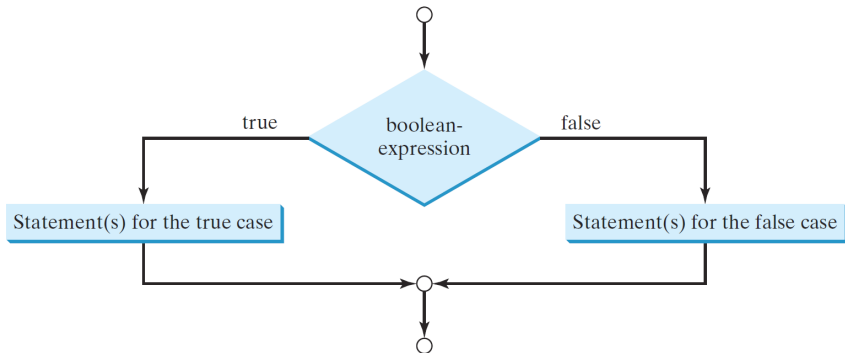 true
boolean-
expression
false
Statement(s) for the true case
Statement(s) for the false case